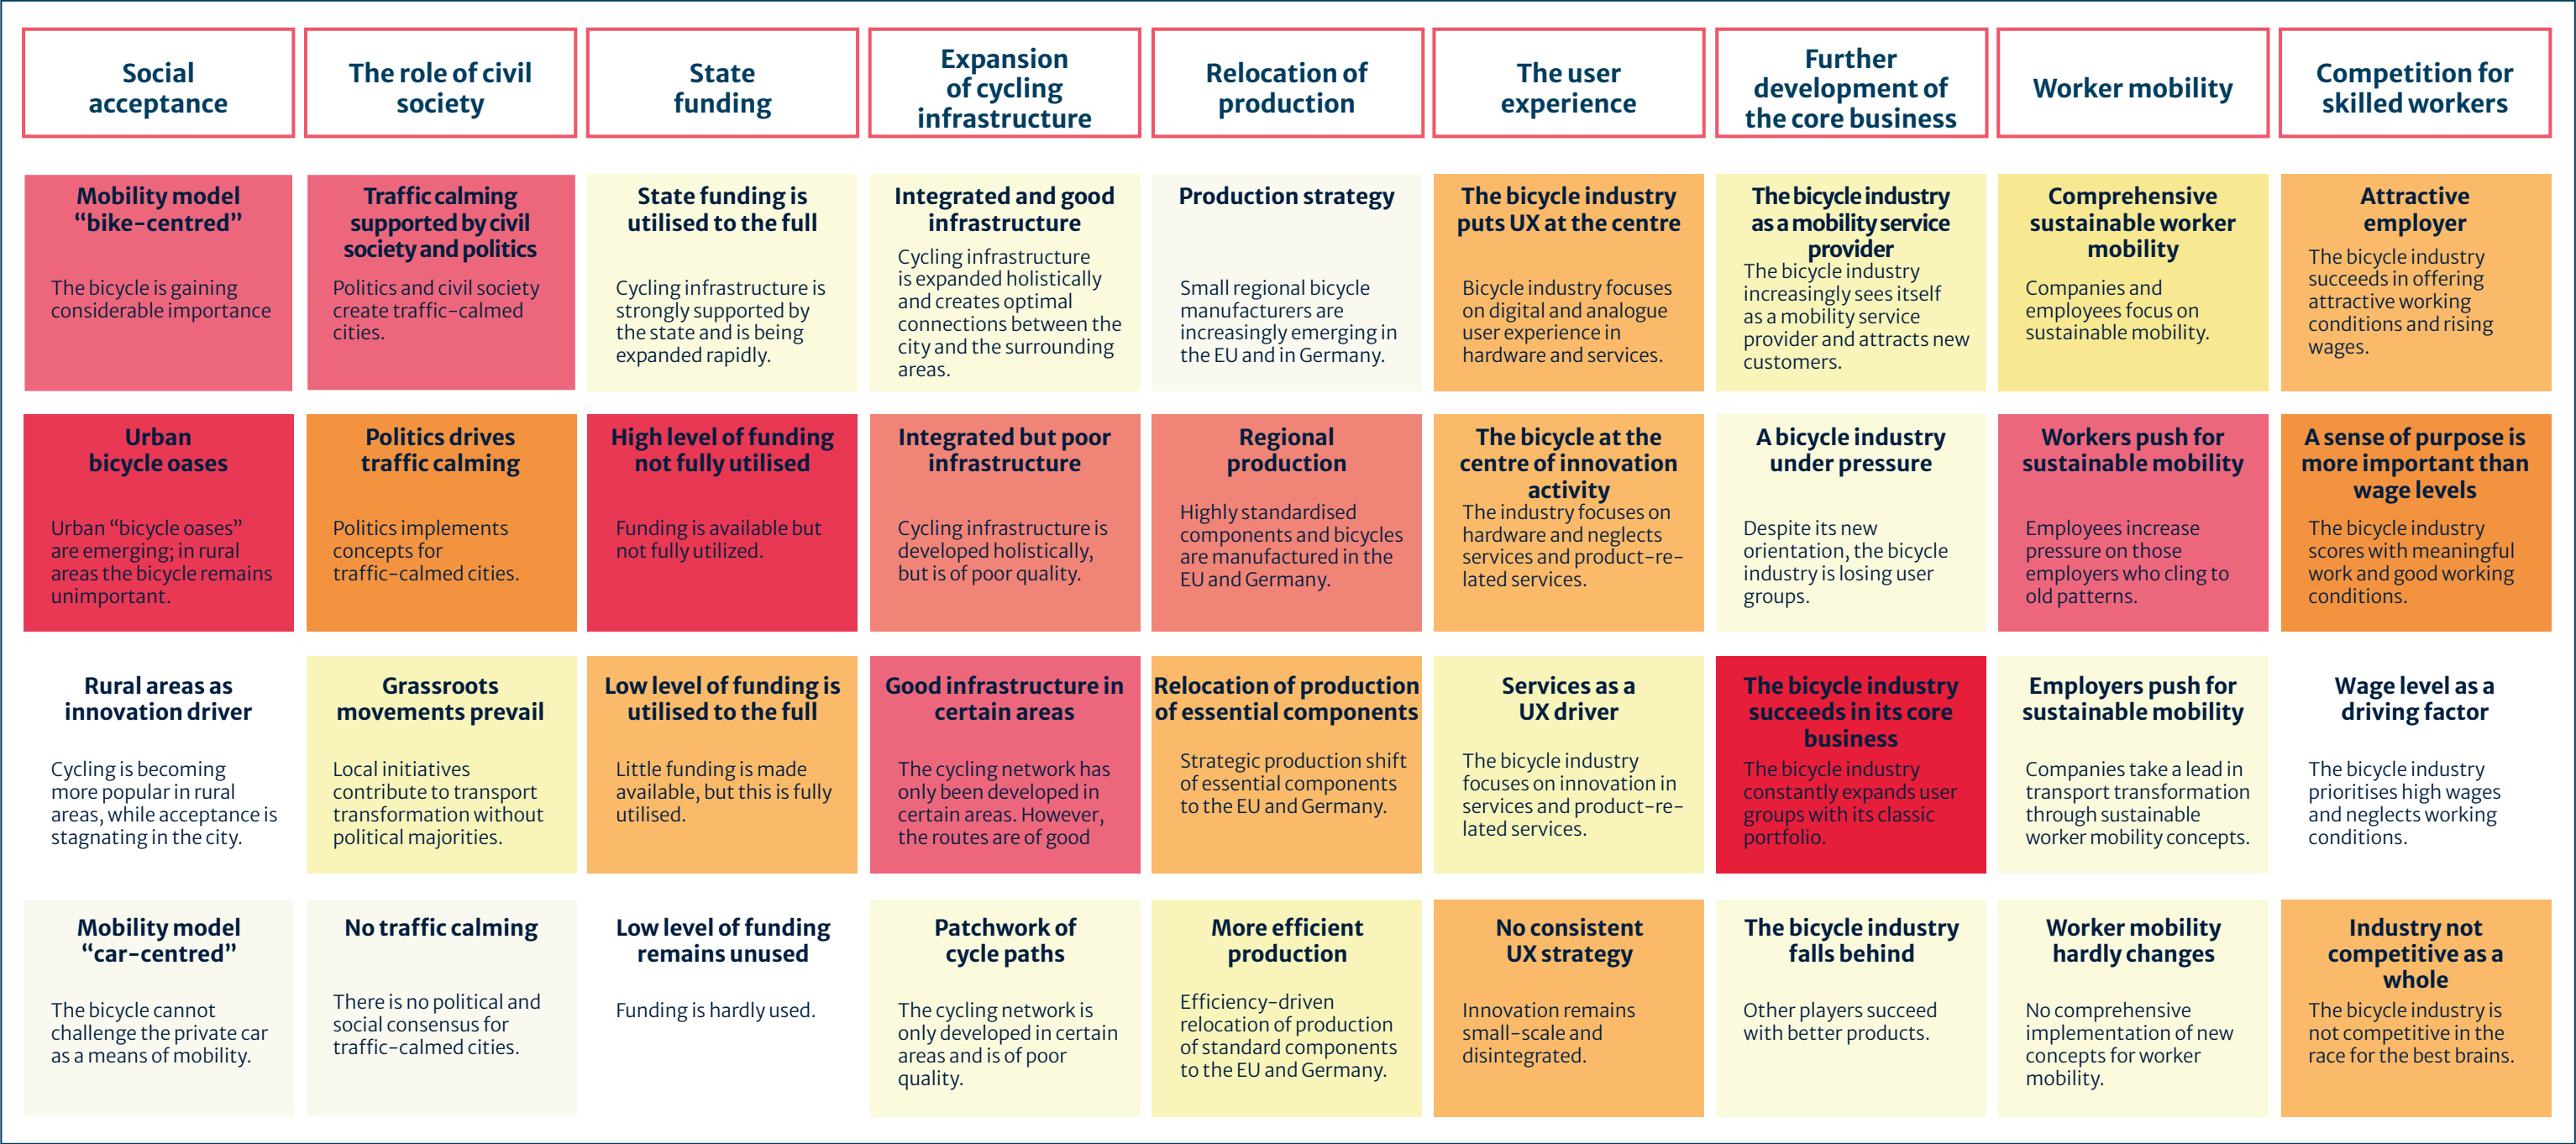 Social
acceptance
The role of civil
society
State
funding
Expansion
of cycling
infrastructure
Relocation of
production
The user
experience
Further
development of
the core business
Worker mobility
Competition for
skilled workers
Mobility model
“bike-centred”
The bicycle is gaining
considerable importance
Traffic calming
supported by civil
society and politics
Politics and civil society
create traffic-calmed
cities.
State funding is
utilised to the full
Cycling infrastructure is
strongly supported by
the state and is being
expanded rapidly.
Integrated and good
infrastructure
Cycling infrastructure
is expanded holistically
and creates optimal
connections between the
city and the surrounding
areas.
Production strategy
Small regional bicycle
manufacturers are
increasingly emerging in
the EU and in Germany.
The bicycle industry
puts UX at the centre
Bicycle industry focuses
on digital and analogue
user experience in
hardware and services.
The bicycle industry
as a mobility service
provider
The bicycle industry
increasingly sees itself
as a mobility service
provider and attracts new
customers.
Comprehensive
sustainable worker
mobility
Companies and
employees focus on
sustainable mobility.
Attractive
employer
The bicycle industry
succeeds in offering
attractive working
conditions and rising
wages.
Urban
bicycle oases
Urban “bicycle oases”
are emerging; in rural
areas the bicycle remains
unimportant.
Politics drives
traffic calming
Politics implements
concepts for
traffic-calmed cities.
High level of funding
not fully utilised
Funding is available but
not fully utilized.
Integrated but poor
infrastructure
Cycling infrastructure is
developed holistically,
but is of poor quality.
Regional
production
Highly standardised
components and bicycles
are manufactured in the
EU and Germany.
The bicycle at the
centre of innovation
activity
The industry focuses on
hardware and neglects
services and product-re-
lated services.
A bicycle industry
under pressure
Despite its new
orientation, the bicycle
industry is losing user
groups.
Workers push for
sustainable mobility
Employees increase
pressure on those
employers who cling to
old patterns.
A sense of purpose is
more important than
wage levels
The bicycle industry
scores with meaningful
work and good working
conditions.
Rural areas as
innovation driver
Cycling is becoming
more popular in rural
areas, while acceptance is
stagnating in the city.
Grassroots
movements prevail
Local initiatives
contribute to transport
transformation without
political majorities.
Low level of funding is
utilised to the full
Little funding is made
available, but this is fully
utilised.
Good infrastructure in
certain areas
The cycling network has
only been developed in
certain areas. However,
the routes are of good
Relocation of production
of essential components
Strategic production shift
of essential components
to the EU and Germany.
Services as a
UX driver
The bicycle industry
focuses on innovation in
services and product-re-
lated services.
The bicycle industry
succeeds in its core
business
The bicycle industry
constantly expands user
groups with its classic
portfolio.
Employers push for
sustainable mobility
Companies take a lead in
transport transformation
through sustainable
worker mobility concepts.
Wage level as a
driving factor
The bicycle industry
prioritises high wages
and neglects working
conditions.
Mobility model
“car-centred”
The bicycle cannot
challenge the private car
as a means of mobility.
No traffic calming
There is no political and
social consensus for
traffic-calmed cities.
Low level of funding
remains unused
Funding is hardly used.
Patchwork of
cycle paths
The cycling network is
only developed in certain
areas and is of poor
quality.
More efficient
production
Efficiency-driven
relocation of production
of standard components
to the EU and Germany.
No consistent
UX strategy
Innovation remains
small-scale and
disintegrated.
The bicycle industry
falls behind
Other players succeed
with better products.
Worker mobility
hardly changes
No comprehensive
implementation of new
concepts for worker
mobility.
Industry not
competitive as a
whole
The bicycle industry is
not competitive in the
race for the best brains.